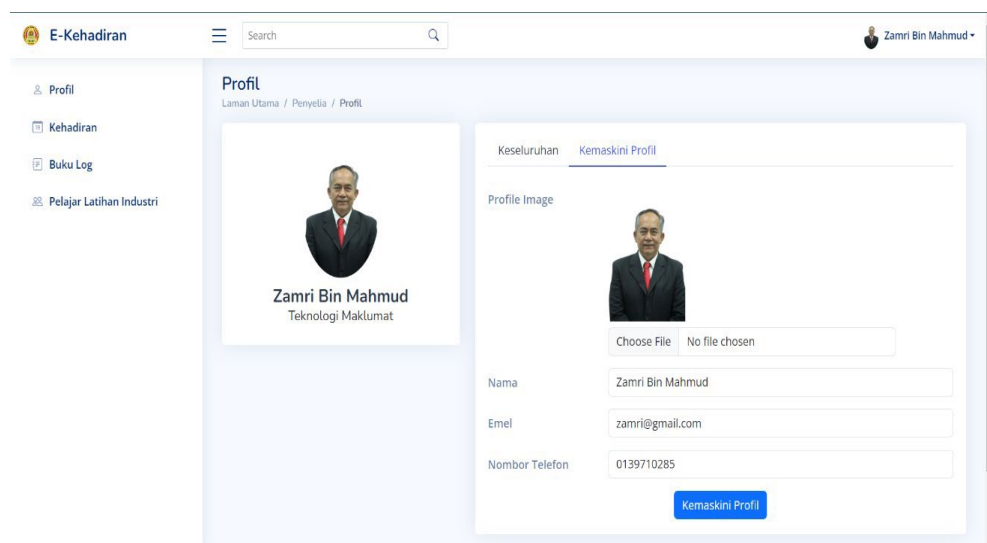 E-Kehadiran
Search
Zamri Bin Mahmud
Profil
Kehadiran
Buku Log
Pelajar Latihan Industri
Profil
Laman Utama / Penyelia / Profil
Zamri Bin Mahmud
Teknologi Maklumat
Keseluruhan Kemaskini Profil
Profile Image
Choose File No file chosen
Nama Zamri Bin Mahmud
Emel zamri@gmail.com
Nombor Telefon 0139710285
Kemaskini Profil